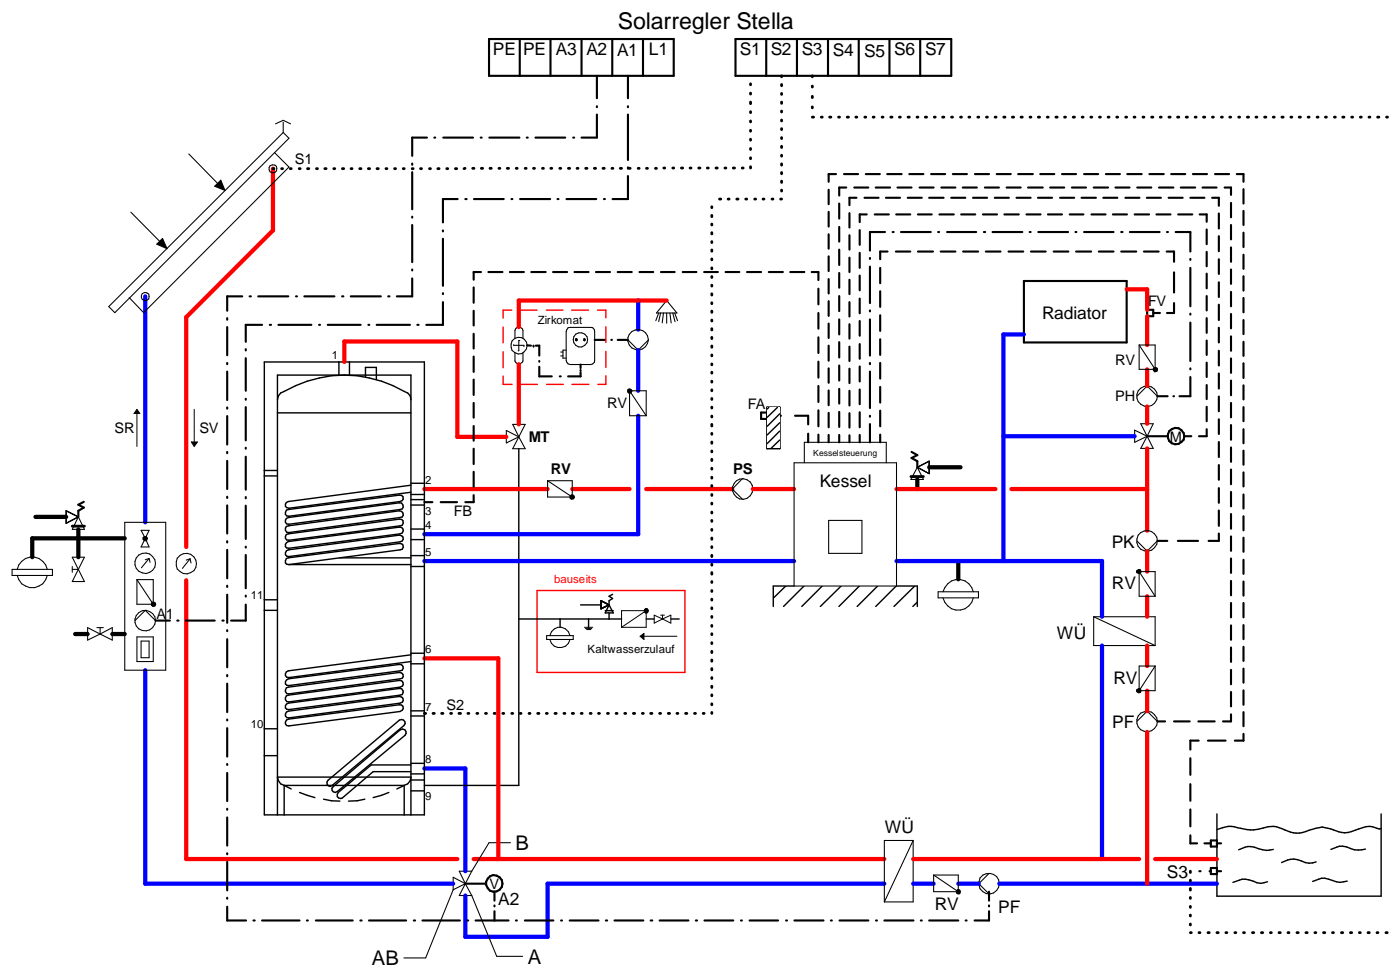 Solarregler Stella
PE PE A3 A2 A1 L1
S1 S2 S3 S4 S5 S6 S7
S1
SR
SV
A1
1
Zirkomat
RV
MT
RV
PS
FA
Kesselsteuerung
Kessel
Radiator
FV
RV
PH
M
2
3
FB
4
5
PK
RV
11
bauseits
Kaltwasserzulauf
WÜ
6
RV
7
S2
10
PF
8
9
B
WÜ
V
A2
RV
PF
S3
AB
A